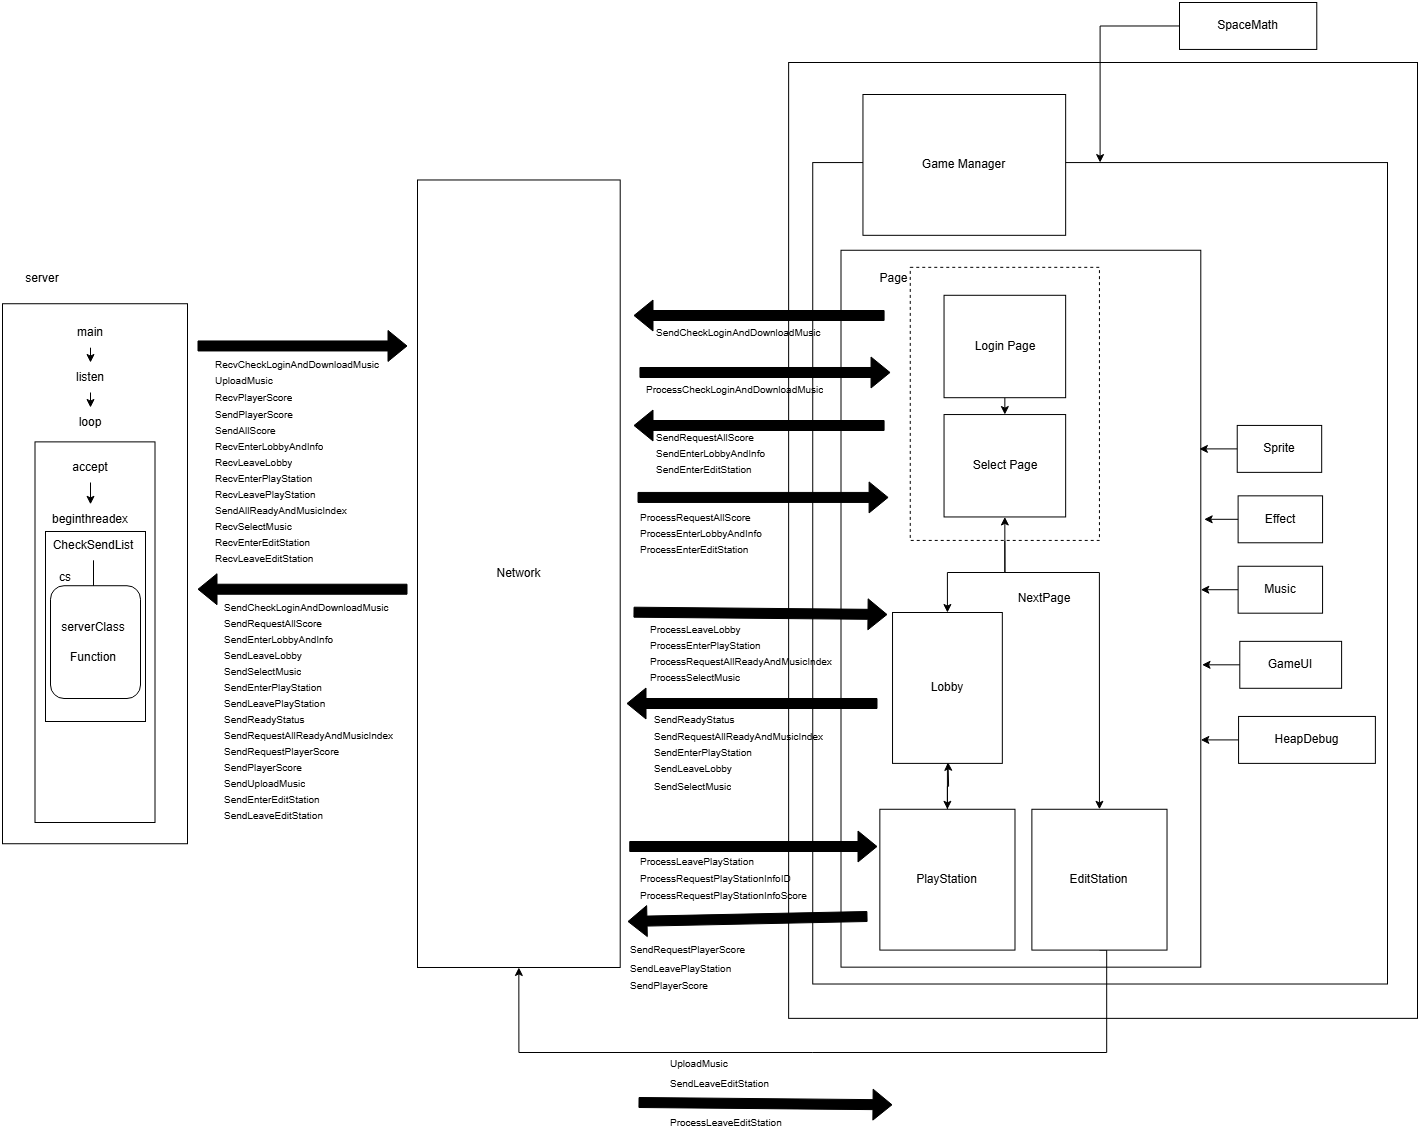 SpaceMath
Game Manager
server
main
listen
loop
accept
beginthreadex
CheckSendList
cs
serverClass
Function
RecvCheckLoginAndDownloadMusic
UploadMusic
RecvPlayerScore
SendPlayerScore
SendAllScore
RecvEnterLobbyAndInfo
RecvLeaveLobby
RecvEnterPlayStation
RecvLeavePlayStation
SendAllReadyAndMusicIndex
RecvSelectMusic
RecvEnterEditStation
RecvLeaveEditStation
SendCheckLoginAndDownloadMusic
SendRequestAllScore
SendEnterLobbyAndInfo
SendLeaveLobby
SendSelectMusic
SendEnterPlayStation
SendLeavePlayStation
SendReadyStatus
SendRequestAllReadyAndMusicIndex
SendRequestPlayerScore
SendPlayerScore
SendUploadMusic
SendEnterEditStation
SendLeaveEditStation
Network
SendCheckLoginAndDownloadMusic
ProcessCheckLoginAndDownloadMusic
SendRequestAllScore
SendEnterLobbyAndInfo
SendEnterEditStation
ProcessRequestAllScore
ProcessEnterLobbyAndInfo
ProcessEnterEditStation
ProcessLeaveLobby
ProcessEnterPlayStation
ProcessRequestAllReadyAndMusicIndex
ProcessSelectMusic
SendReadyStatus
SendRequestAllReadyAndMusicIndex
SendEnterPlayStation
SendLeaveLobby
SendSelectMusic
ProcessLeavePlayStation
ProcessRequestPlayStationInfoID
ProcessRequestPlayStationInfoScore
SendRequestPlayerScore
SendLeavePlayStation
SendPlayerScore
UploadMusic
SendLeaveEditStation
ProcessLeaveEditStation
Page
Login Page
Select Page
NextPage
Lobby
PlayStation
EditStation
Sprite
Effect
Music
GameUI
HeapDebug